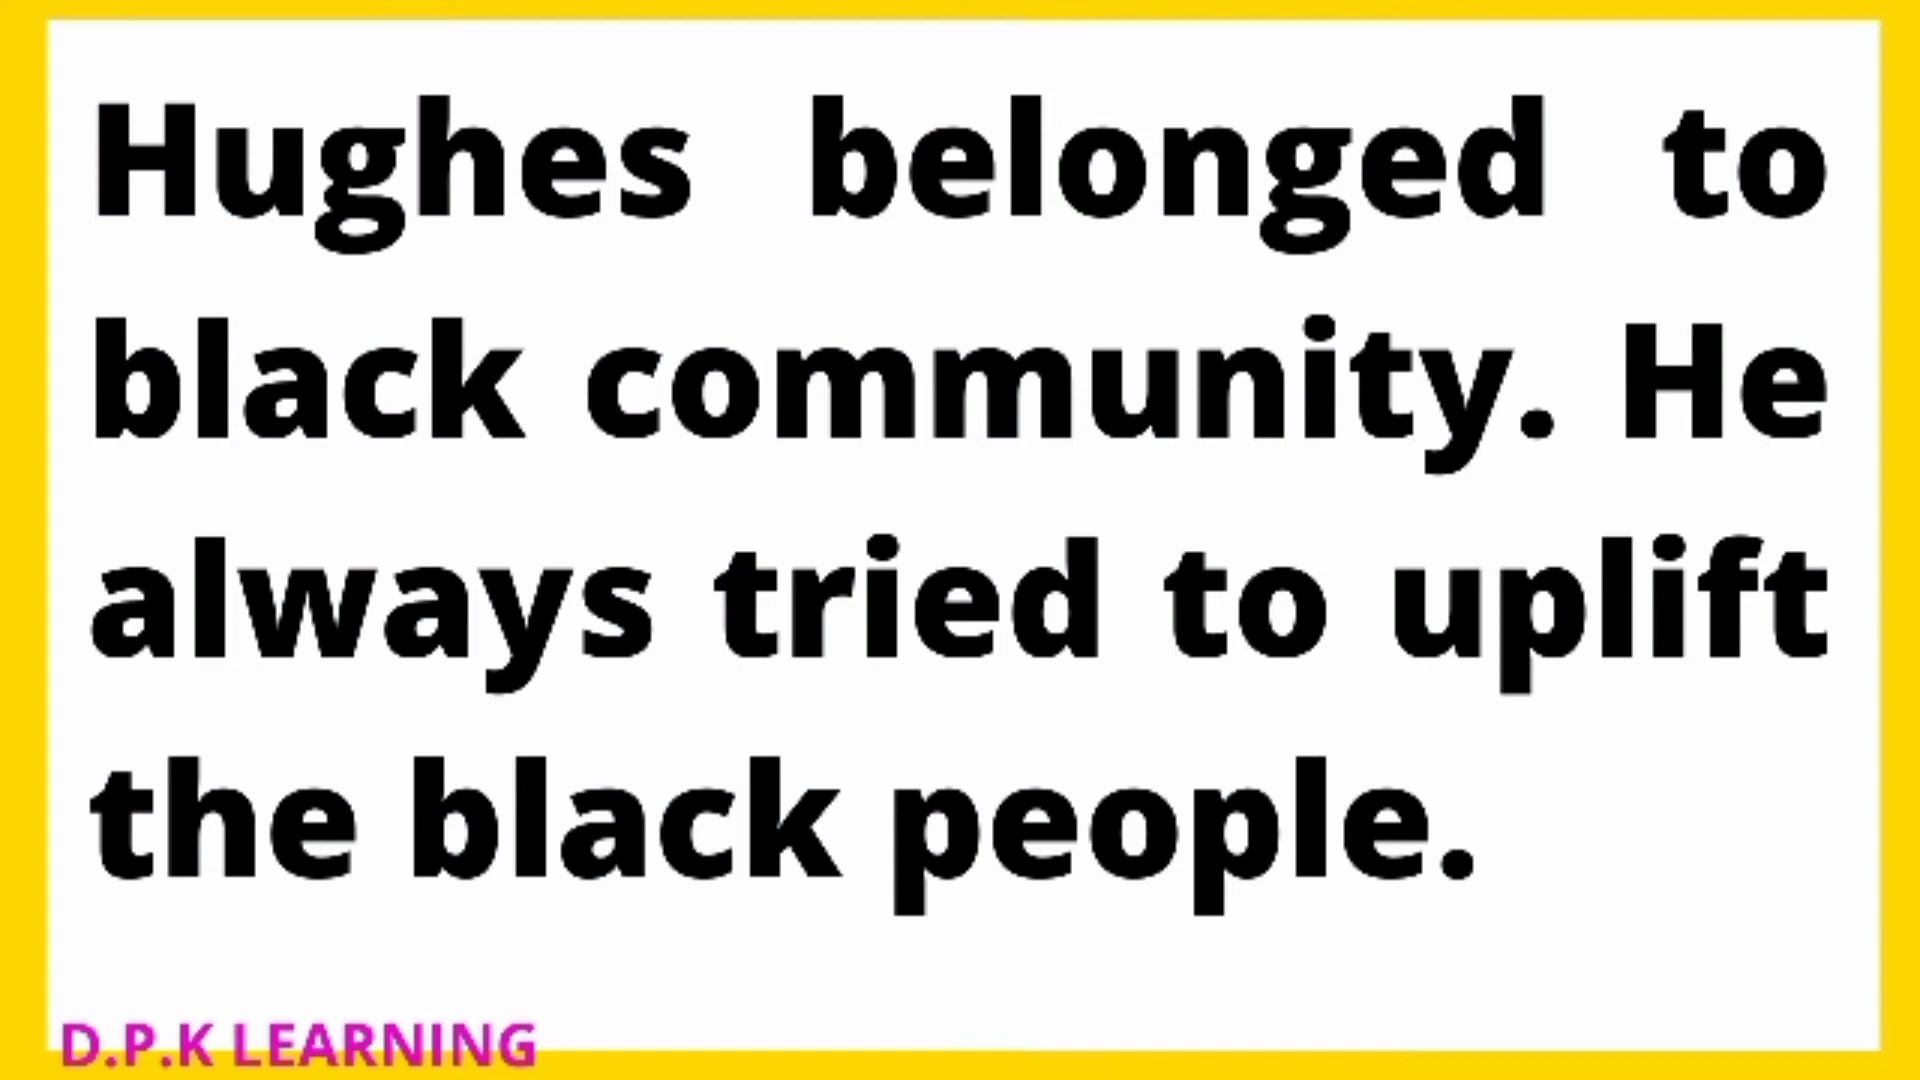 Hughes belonged to
black community. He
always tried to uplift
the black people.
D.P.K LEARNING